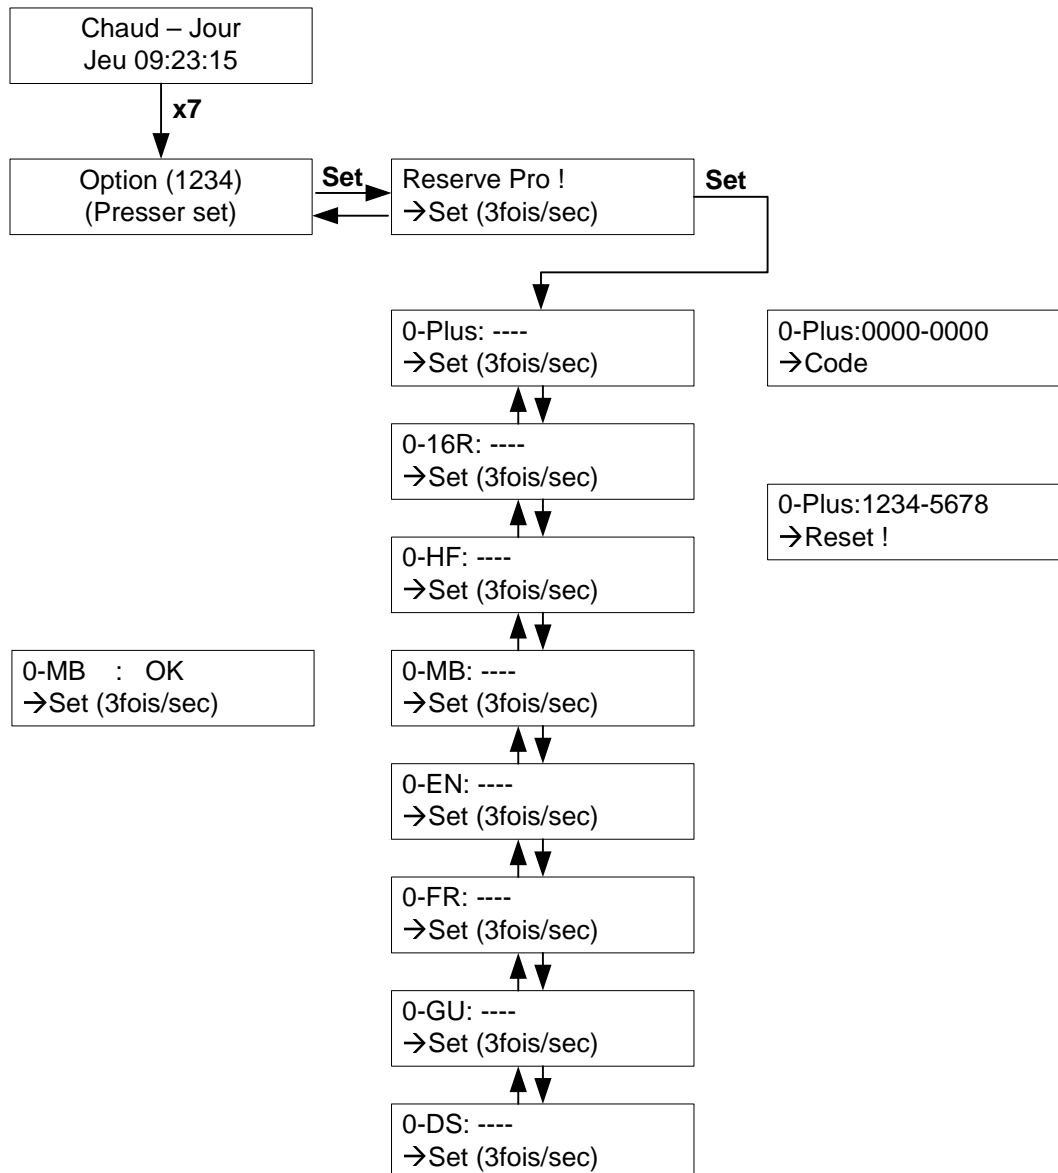 Chaud – Jour
Jeu 09:23:15
x7
Option (1234)
(Presser set)
Set
Reserve Pro !
→Set (3fois/sec)
Set
0-Plus: ----
→Set (3fois/sec)
0-Plus:0000-0000
→Code
0-16R: ----
→Set (3fois/sec)
0-Plus:1234-5678
→Reset !
0-HF: ----
→Set (3fois/sec)
0-MB : OK
→Set (3fois/sec)
0-MB: ----
→Set (3fois/sec)
0-EN: ----
→Set (3fois/sec)
0-FR: ----
→Set (3fois/sec)
0-GU: ----
→Set (3fois/sec)
0-DS: ----
→Set (3fois/sec)